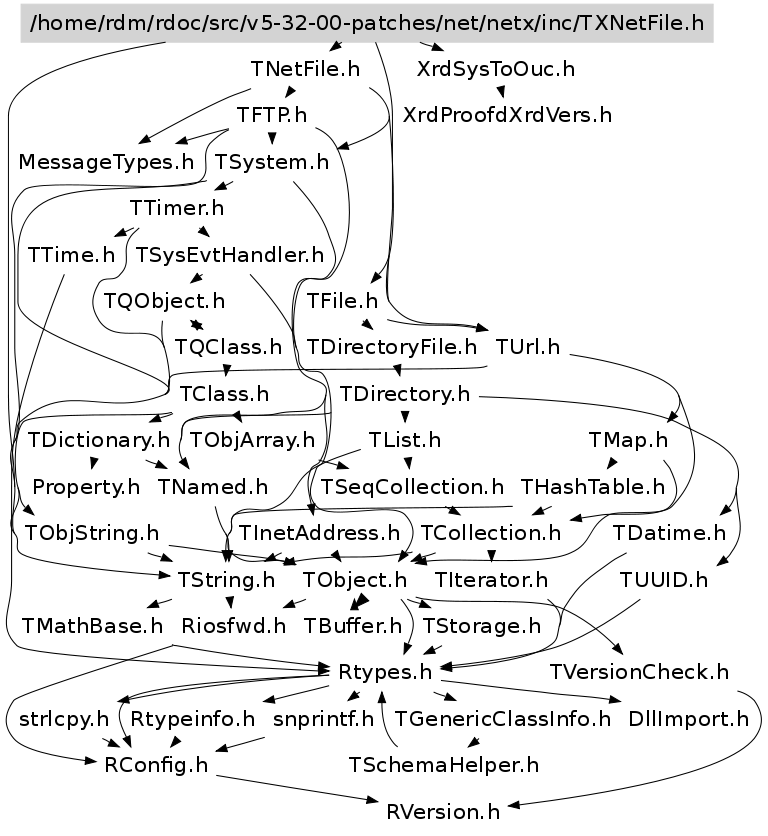 /home/rdm/rdoc/src/v5-32-00-patches/net/netx/inc/TXNetFile.h
TNetFile.h XrdSysToOuc.h
TFTP.h XrdProofdXrdVers.h
MessageTypes.h TSystem.h
TTimer.h
TTime.h TSysEvtHandler.h
TQObject.h TFile.h
TQClass.h TDirectoryFile.h TUrl.h
TClass.h TDirectory.h
TDictionary.h TObjArray.h TList.h TMap.h
Property.h TNamed.h TSeqCollection.h THashTable.h
TObjString.h TInetAddress.h TCollection.h TDatime.h
TString.h TObject.h TIterator.h TUUID.h
TMathBase.h Riosfwd.h TBuffer.h TStorage.h
Rtypes.h TVersionCheck.h
strlcpy.h Rtypeinfo.h snprintf.h TGenericClassInfo.h DllImport.h
RConfig.h TSchemaHelper.h
RVersion.h